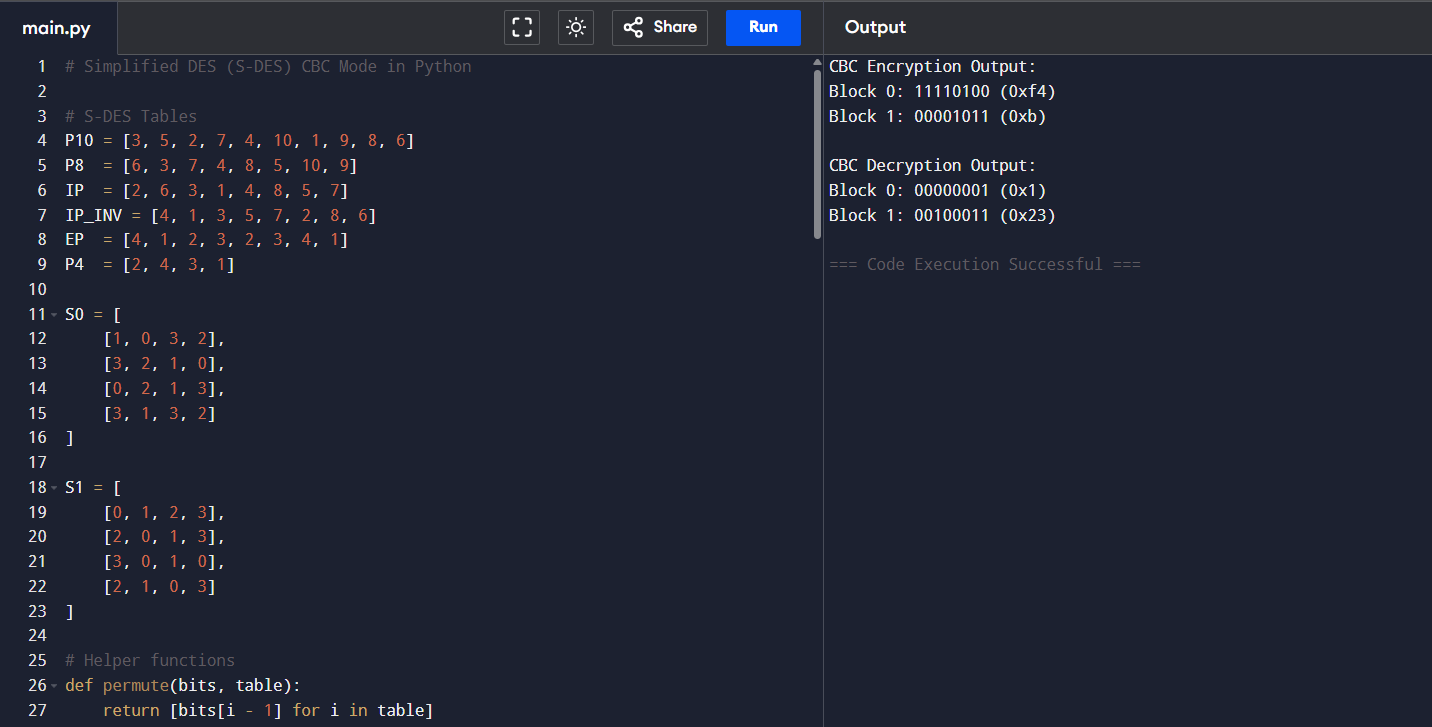 main.py
Share
Run
Output
1 # Simplified DES (S-DES) CBC Mode in Python
2
3 # S-DES Tables
4 P10 = [3, 5, 2, 7, 4, 10, 1, 9, 8, 6]
5 P8  = [6, 3, 7, 4, 8, 5, 10, 9]
6 IP  = [2, 6, 3, 1, 4, 8, 5, 7]
7 IP_INV = [4, 1, 3, 5, 7, 2, 8, 6]
8 EP  = [4, 1, 2, 3, 2, 3, 4, 1]
9 P4  = [2, 4, 3, 1]
10
11 S0 = [
12     [1, 0, 3, 2],
13     [3, 2, 1, 0],
14     [0, 2, 1, 3],
15     [3, 1, 3, 2]
16 ]
17
18 S1 = [
19     [0, 1, 2, 3],
20     [2, 0, 1, 3],
21     [3, 0, 1, 0],
22     [2, 1, 0, 3]
23 ]
24
25 # Helper functions
26 def permute(bits, table):
27     return [bits[i - 1] for i in table]
CBC Encryption Output:
Block 0: 11110100 (0xf4)
Block 1: 00001011 (0xb)
CBC Decryption Output:
Block 0: 00000001 (0x1)
Block 1: 00100011 (0x23)
=== Code Execution Successful ===